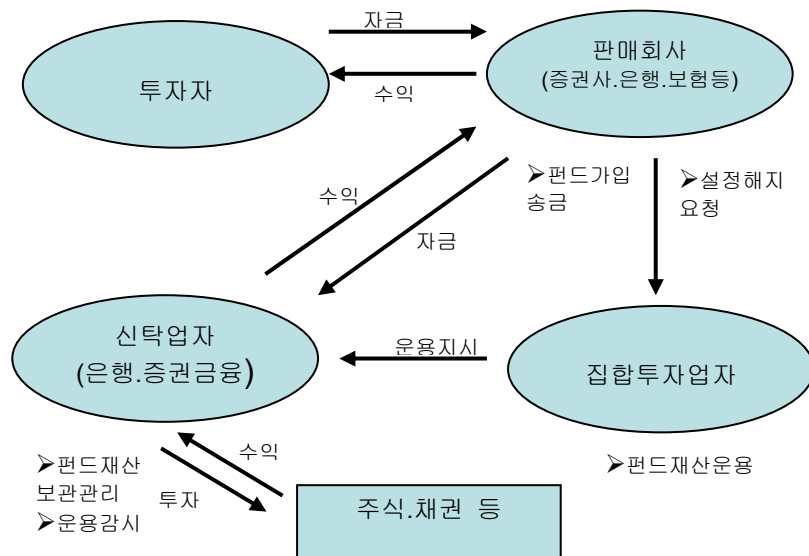 자금
투자자
수익
판매회사
(증권사.은행.보험등)
수익
자금
➢펀드가입
송금
➢설정해지
요청
신탁업자
(은행.증권금융)
운용지시
집합투자업자
➢펀드재산
보관관리
➢운용감시
수익
투자
➢펀드재산운용
주식.채권 등